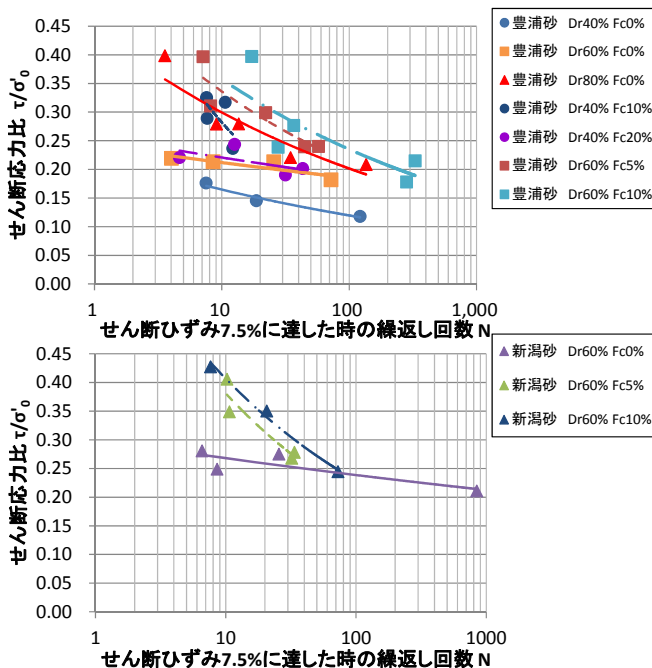 せん断応力比 τ/σ'₀
0.45
0.40
0.35
0.30
0.25
0.20
0.15
0.10
0.05
0.00
1
10
100
1,000
せん断ひずみ7.5%に達した時の繰返し回数 N
豊浦砂 Dr40% Fc0%
豊浦砂 Dr60% Fc0%
豊浦砂 Dr80% Fc0%
豊浦砂 Dr40% Fc10%
豊浦砂 Dr40% Fc20%
豊浦砂 Dr60% Fc5%
豊浦砂 Dr60% Fc10%
せん断応力比 τ/σ'₀
0.45
0.40
0.35
0.30
0.25
0.20
0.15
0.10
0.05
0.00
1
10
100
1000
せん断ひずみ7.5%に達した時の繰返し回数 N
新潟砂 Dr60% Fc0%
新潟砂 Dr60% Fc5%
新潟砂 Dr60% Fc10%